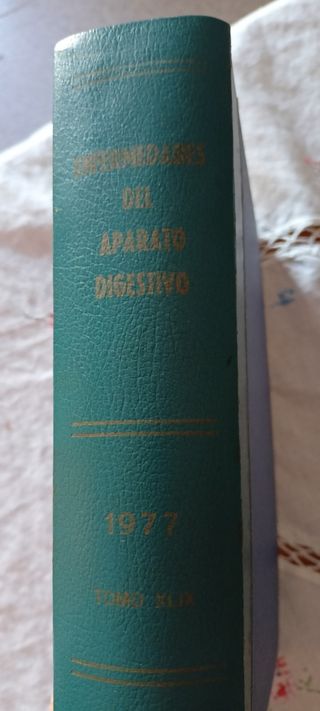 ENFERMEDADES
DEL
APARATO
DIGESTIVO
1977
TOMO XLIX